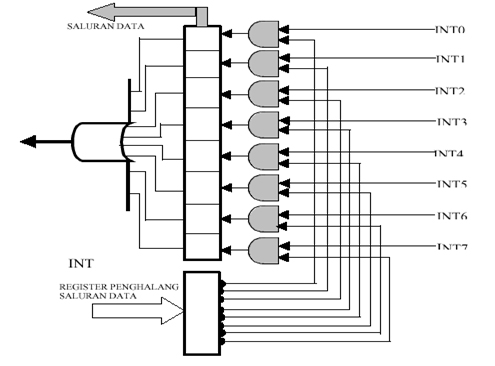 SALURAN DATA
INT0
INT1
INT2
INT3
INT4
INT5
INT6
INT7
INT
REGISTER PENGHALANG
SALURAN DATA